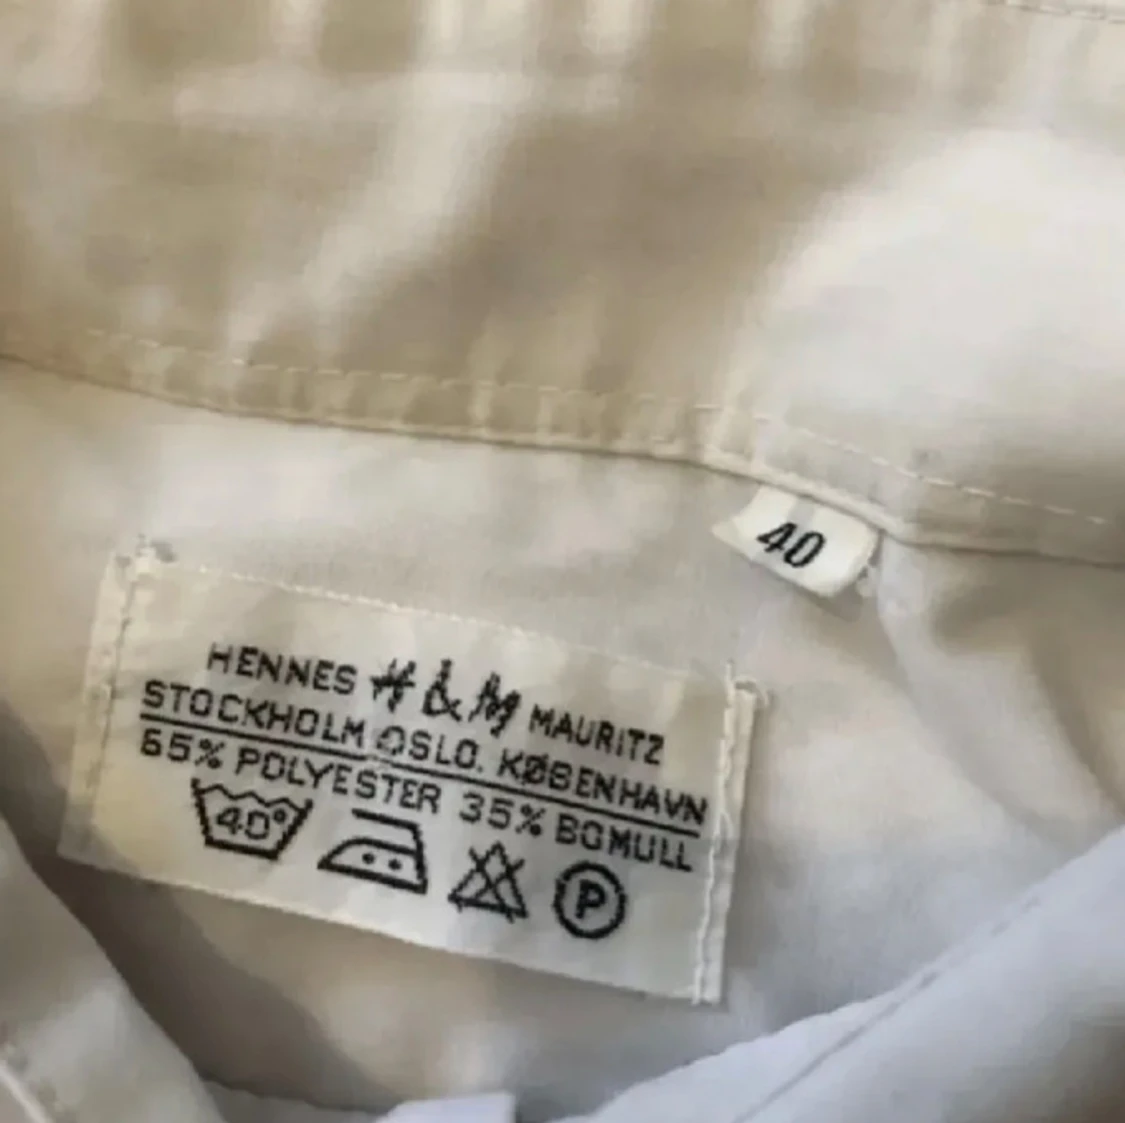 40
HENNES H&M MAURITZ
STOCKHOLM OSLO. KØBENHAVN
65% POLYESTER 35% BOMULL
40° P